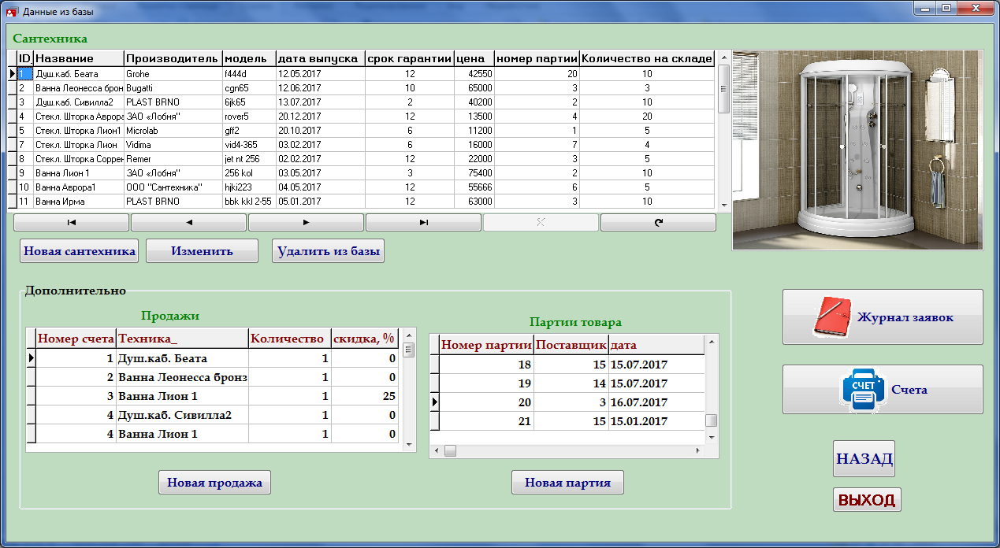 Данные из базы
Сантехника
ID_ Название Производитель модель дата выпуска срок гарантии цена номер партии Количество на складе
1 Душ.каб. Беата Grohe f444d 12.05.2017 12 42550 20 10
2 Ванна Леонесса брон Bugatti cgn65 12.06.2017 10 65000 3 3
3 Душ.каб. Сивилла2 PLAST BRNO 6jk65 13.07.2017 2 40200 2 10
4 Стекл. Шторка Аврора ЗАО «Лобня" rover5 20.12.2017 12 13500 4 20
5 Стекл. Шторка Лион1 Microlab gff2 20.10.2017 6 11200 1 5
7 Стекл. Шторка Лион Vidima vid4-365 03.02.2017 6 16000 7 4
8 Стекл. Шторка Соррен Remer jet nt 256 02.02.2017 12 22000 3 5
9 Ванна Лион 1 ЗАО «Лобня" 256 kol 03.05.2017 3 75400 2 10
10 Ванна Аврора1 ООО "Сантехника" hjki223 04.05.2017 12 55666 6 5
11 Ванна Ирма PLAST BRNO bbk kkl 2-55 05.01.2017 12 63000 3 10
Новая сантехника Изменить Удалить из базы
Дополнительно
Продажи
Номер счета Техника_ Количество скидка, %
1 Душ.каб. Беата 1 0
2 Ванна Леонесса бронз 1 0
3 Ванна Лион 1 1 25
4 Душ.каб. Сивилла2 1 0
4 Ванна Лион 1 1 0
Новая продажа
Партии товара
Номер партии Поставщик дата
18 15 15.07.2017
19 14 15.07.2017
20 3 16.07.2017
21 15 15.01.2017
Новая партия
Журнал заявок
СЧЕТ Счета
НАЗАД
ВЫХОД